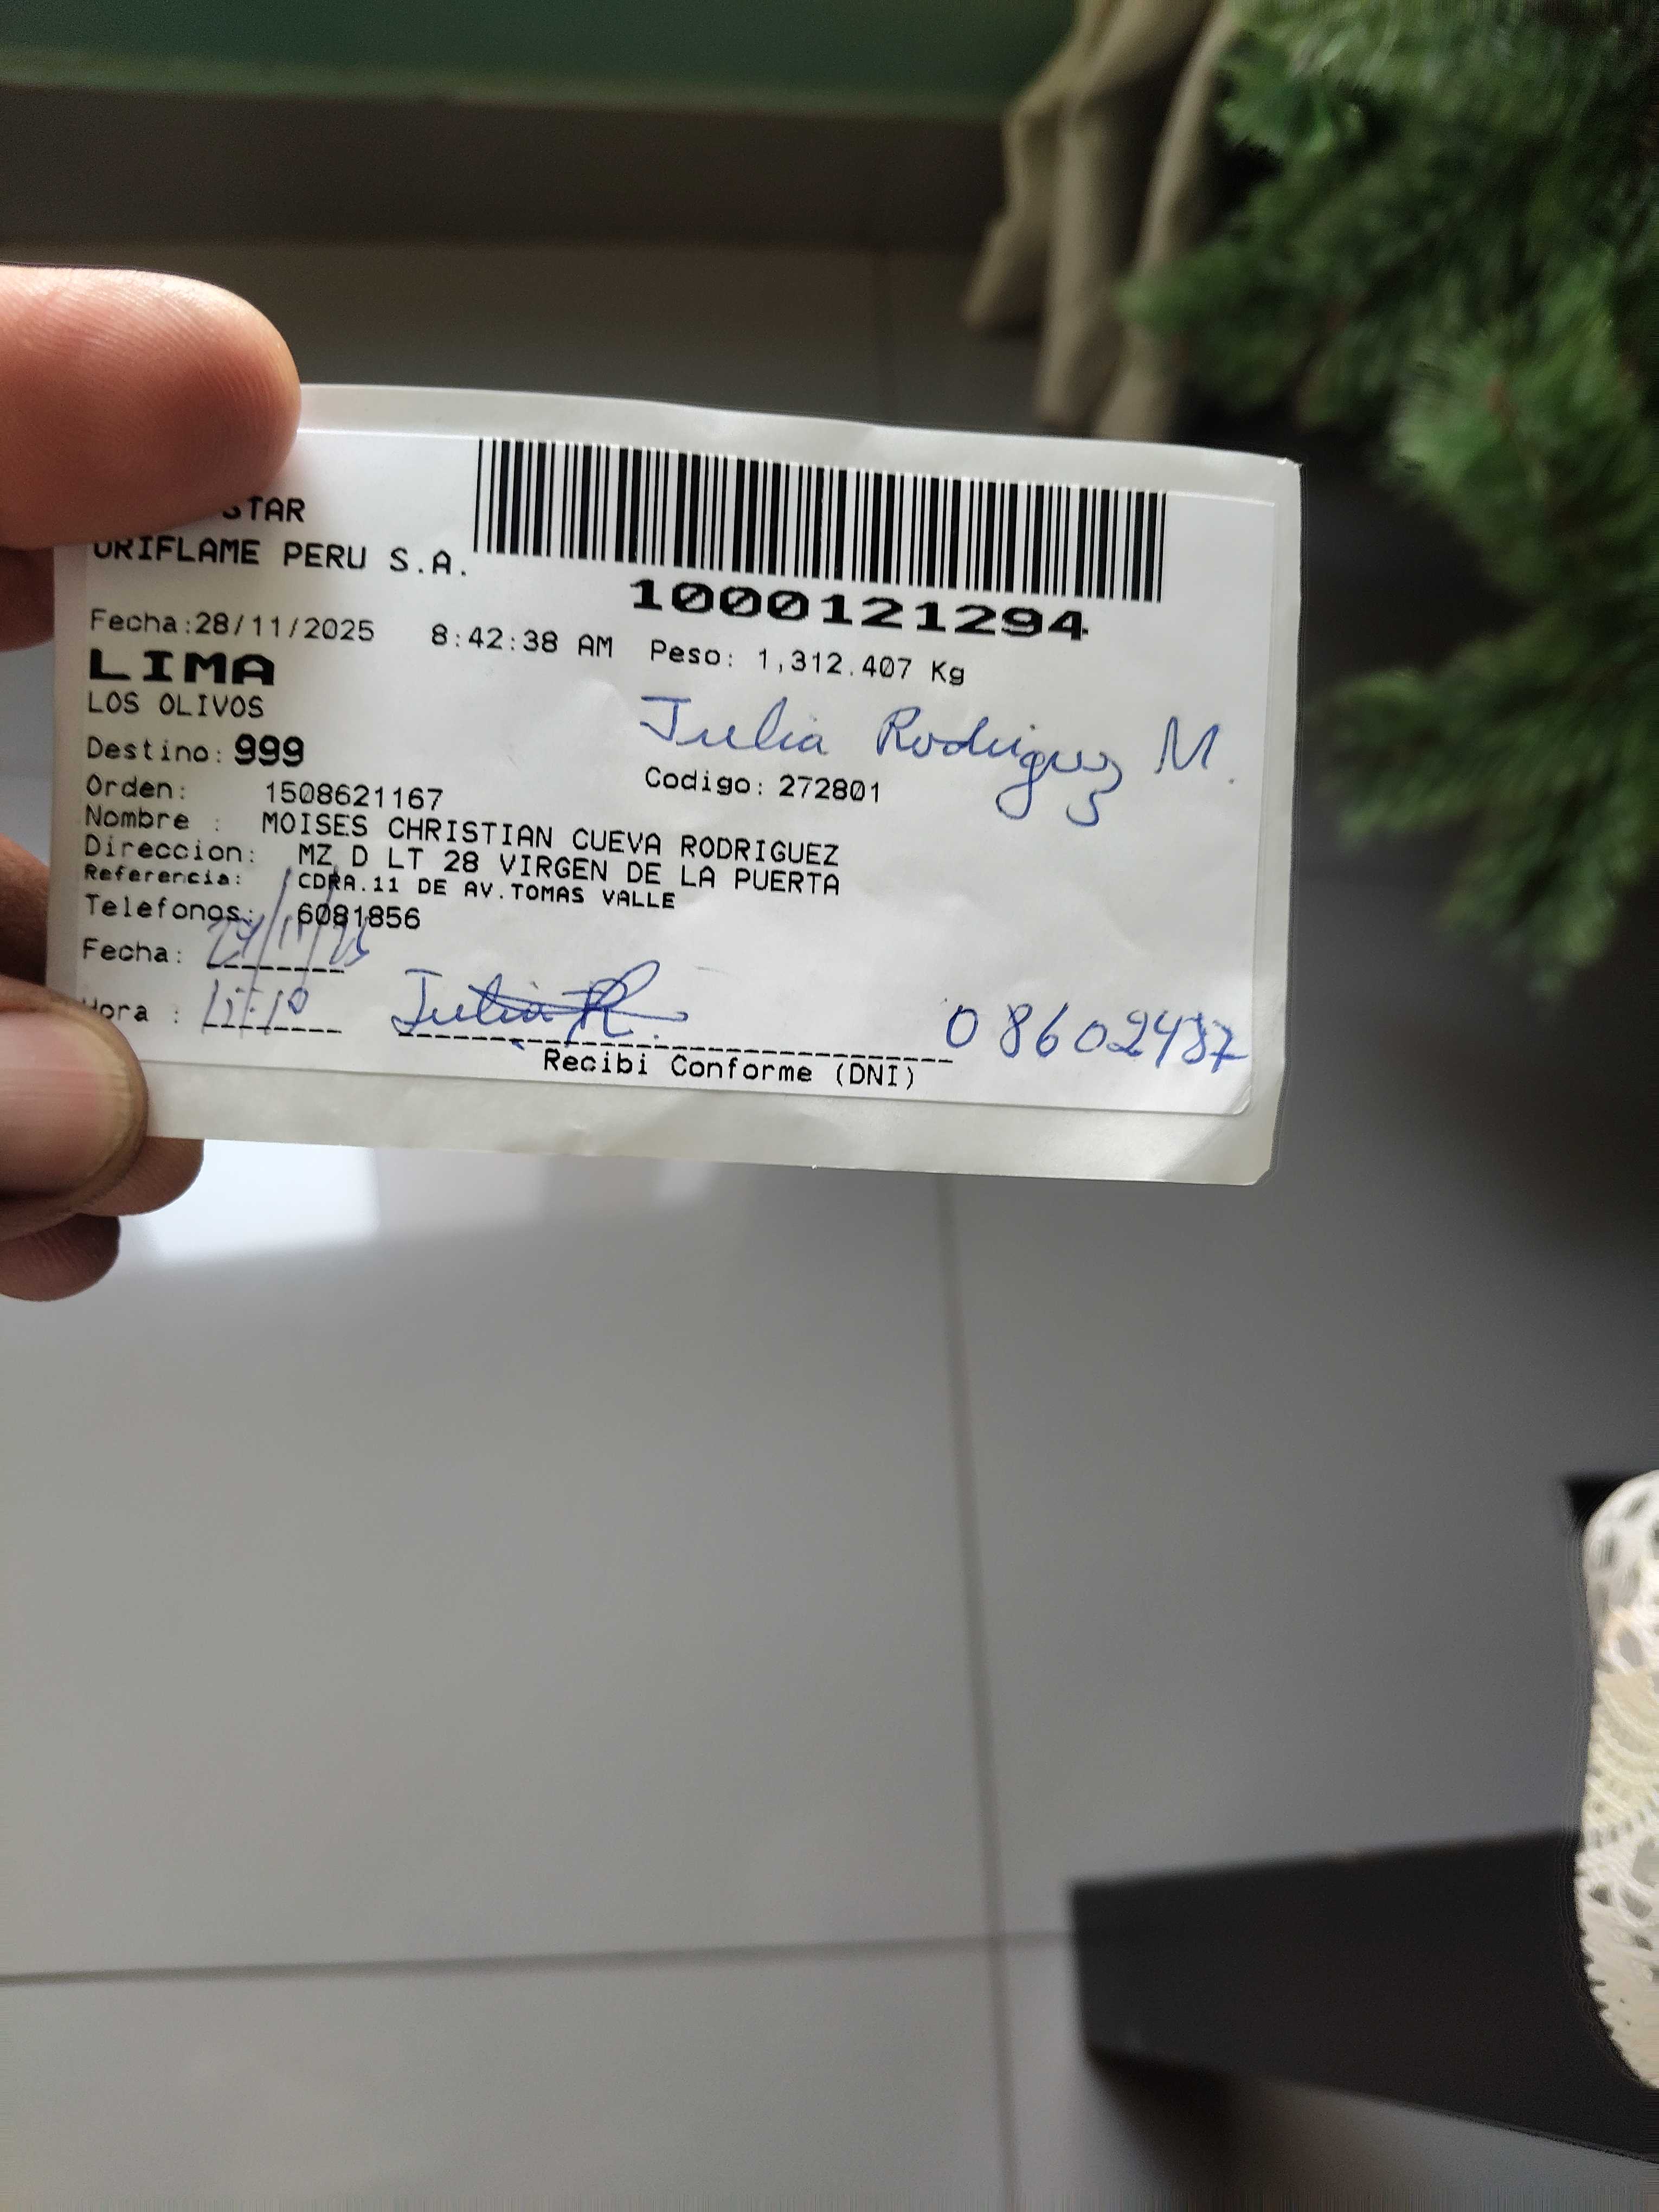 STAR
ORIFLAME PERU S.A.
1000121294
Fecha:28/11/2025 8:42:38 AM Peso: 1,312.407 Kg
LIMA
LOS OLIVOS
Julia Rodriguez M.
Destino: 999
Codigo: 272801
Orden: 1508621167
Nombre : MOISES CHRISTIAN CUEVA RODRIGUEZ
Direccion: MZ D LT 28 VIRGEN DE LA PUERTA
Referencia: CDRA.11 DE AV.TOMAS VALLE
Telefonos: 6081856
Fecha:
Hora :
Julia R.
08602487
Recibi Conforme (DNI)